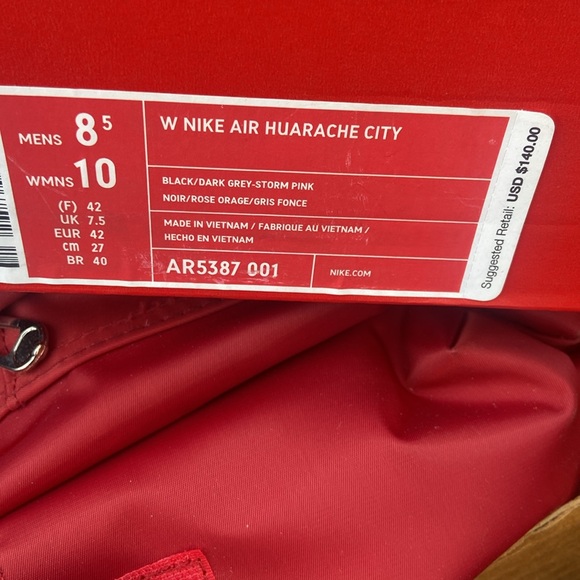 MENS 8 5
WMNS 10
(F) 42
UK 7.5
EUR 42
cm 27
BR 40
W NIKE AIR HUARACHE CITY
BLACK/DARK GREY-STORM PINK
NOIR/ROSE ORAGE/GRIS FONCE
MADE IN VIETNAM / FABRIQUE AU VIETNAM /
HECHO EN VIETNAM
AR5387 001
NIKE.COM
Suggested Retail: USD $140.00